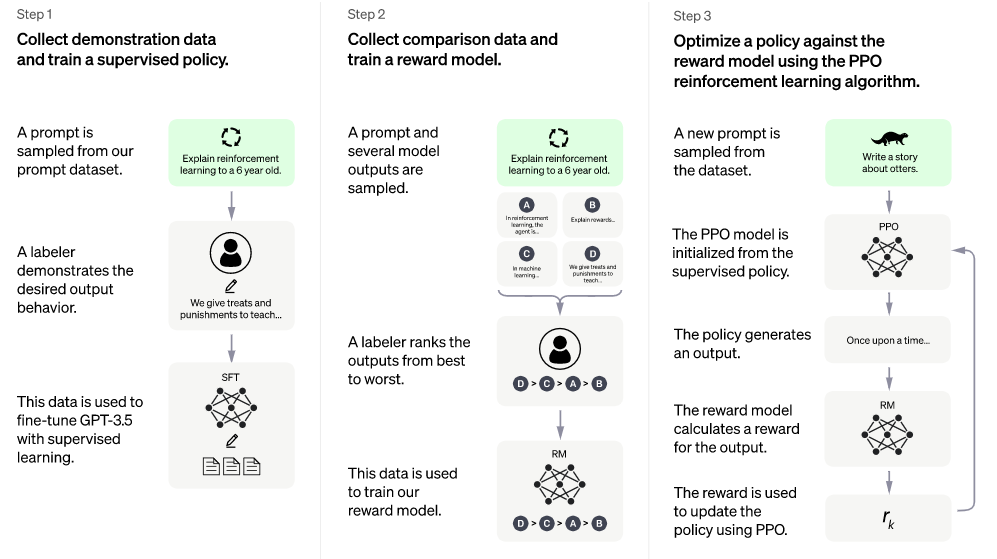 Step 1
Collect demonstration data
and train a supervised policy.
A prompt is
sampled from our
prompt dataset.
Explain reinforcement
learning to a 6 year old.
A labeler
demonstrates the
desired output
behavior.
We give treats and
punishments to teach...
This data is used to
fine-tune GPT-3.5
with supervised
learning.
SFT
Step 2
Collect comparison data and
train a reward model.
A prompt and
several model
outputs are
sampled.
Explain reinforcement
learning to a 6 year old.
A
In reinforcement
learning, the
agent is...
B
Explain rewards...
C
In machine
learning...
D
We give treats and
punishments to
teach...
A labeler ranks the
outputs from best
to worst.
D > C > A > B
This data is used
to train our
reward model.
RM
D > C > A > B
Step 3
Optimize a policy against the
reward model using the PPO
reinforcement learning algorithm.
A new prompt is
sampled from
the dataset.
Write a story
about otters.
The PPO model is
initialized from the
supervised policy.
PPO
The policy generates
an output.
Once upon a time...
The reward model
calculates a reward
for the output.
RM
The reward is used
to update the
policy using PPO.
rk